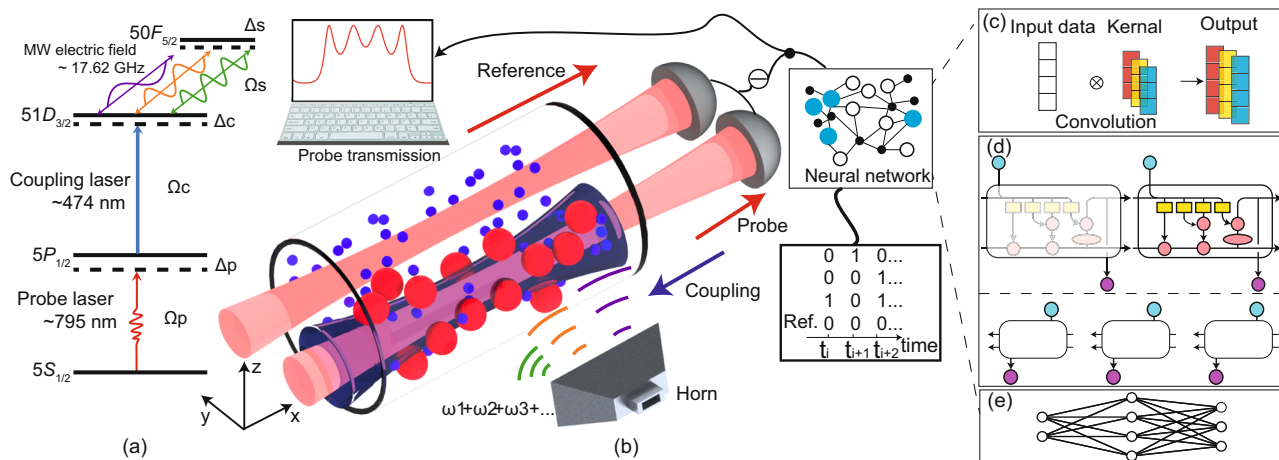 50F5/2
Δs
MW electric field
~ 17.62 GHz
Ωs
51D3/2
Δc
Coupling laser
~474 nm
Ωc
5P1/2
Δp
Probe laser
~795 nm
Ωp
5S1/2
z
y
x
(a)
Probe transmission
Reference
Probe
Coupling
ω1+ω2+ω3+...
Horn
(b)
Neural network
0 1 0...
0 0 1...
1 0 1...
Ref. 0 0 0...
ti ti+1 ti+2 time
(c)
Input data Kernal Output
Convolution
(d)
(e)